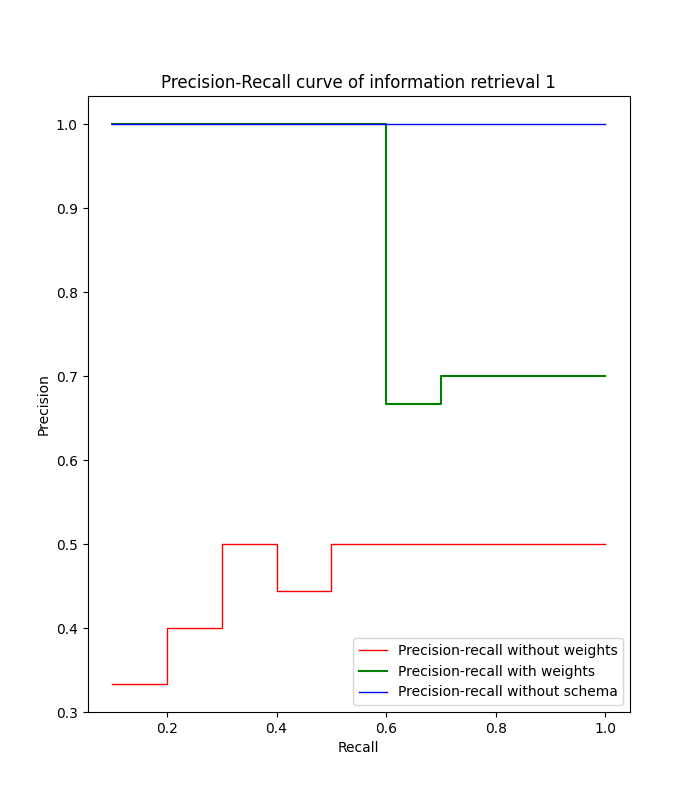 Precision-Recall curve of information retrieval 1
1.0
0.9
0.8
0.7
0.6
0.5
0.4
0.3
Precision
Precision-recall without weights
Precision-recall with weights
Precision-recall without schema
0.2 0.4 0.6 0.8 1.0
Recall